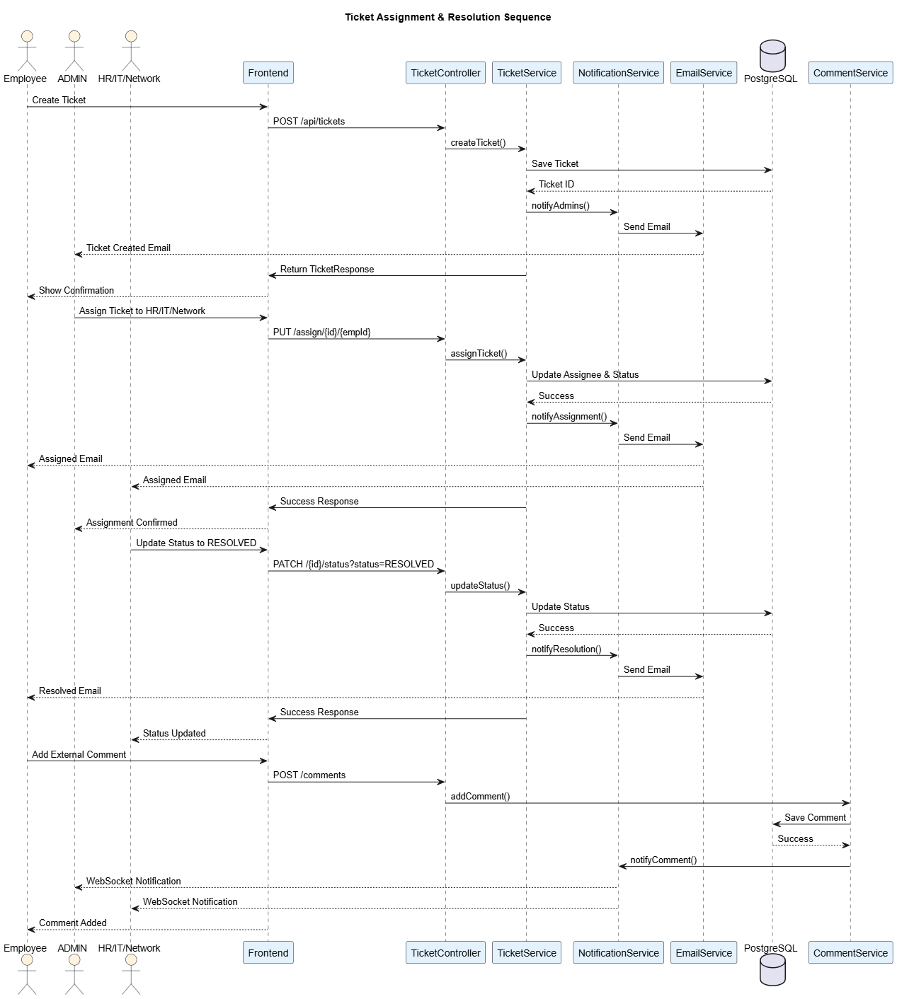 Ticket Assignment & Resolution Sequence
Employee
ADMIN
HR/IT/Network
Frontend
TicketController
TicketService
NotificationService
EmailService
PostgreSQL
CommentService
Create Ticket
POST /api/tickets
createTicket()
Save Ticket
Ticket ID
notifyAdmins()
Send Email
Ticket Created Email
Return TicketResponse
Show Confirmation
Assign Ticket to HR/IT/Network
PUT /assign/{id}/{empId}
assignTicket()
Update Assignee & Status
Success
notifyAssignment()
Send Email
Assigned Email
Assigned Email
Success Response
Assignment Confirmed
Update Status to RESOLVED
PATCH /{id}/status?status=RESOLVED
updateStatus()
Update Status
Success
notifyResolution()
Send Email
Resolved Email
Success Response
Status Updated
Add External Comment
POST /comments
addComment()
Save Comment
Success
notifyComment()
WebSocket Notification
WebSocket Notification
Comment Added
Employee
ADMIN
HR/IT/Network
Frontend
TicketController
TicketService
NotificationService
EmailService
PostgreSQL
CommentService